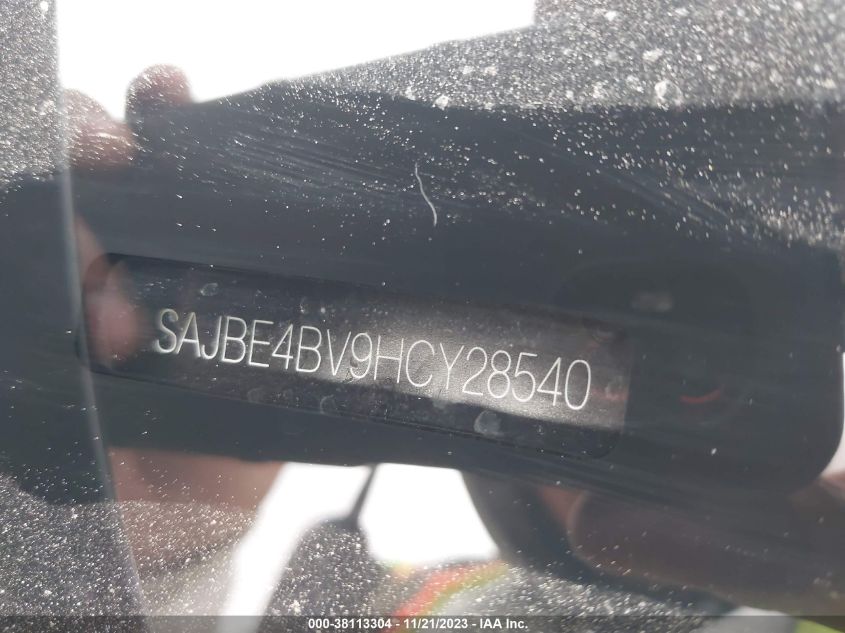 SAJBE4BV9HCY28540
000-38113304 | 11/21/2023 - IAA Inc.